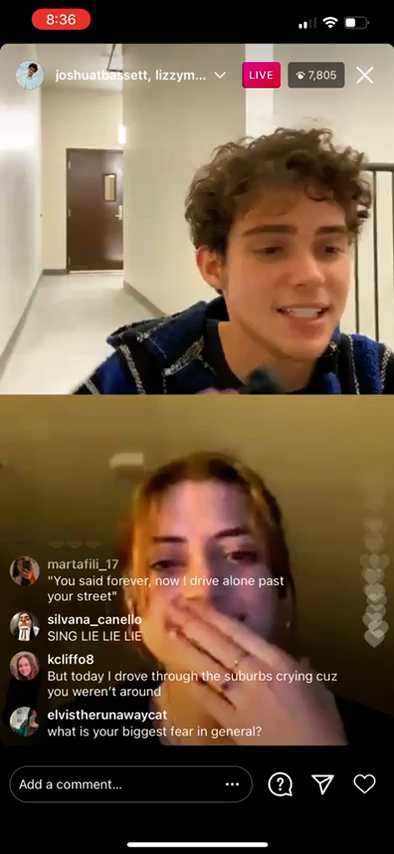 8:36
joshuatbassett, lizzym...
LIVE
7,805
martafili_17
"You said forever, now I drive alone past
your street"
silvana_canello
SING LIE LIE LIE
kcliffo8
But today I drove through the suburbs crying cuz
you weren't around
elvistherunawaycat
what is your biggest fear in general?
Add a comment...